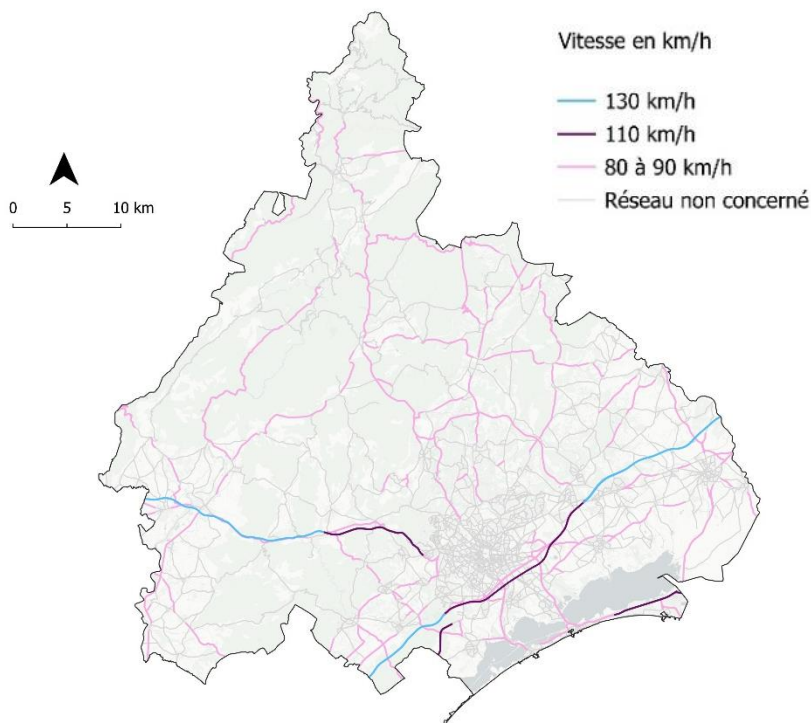 Vitesse en km/h
130 km/h
110 km/h
80 à 90 km/h
Réseau non concerné
0 5 10 km